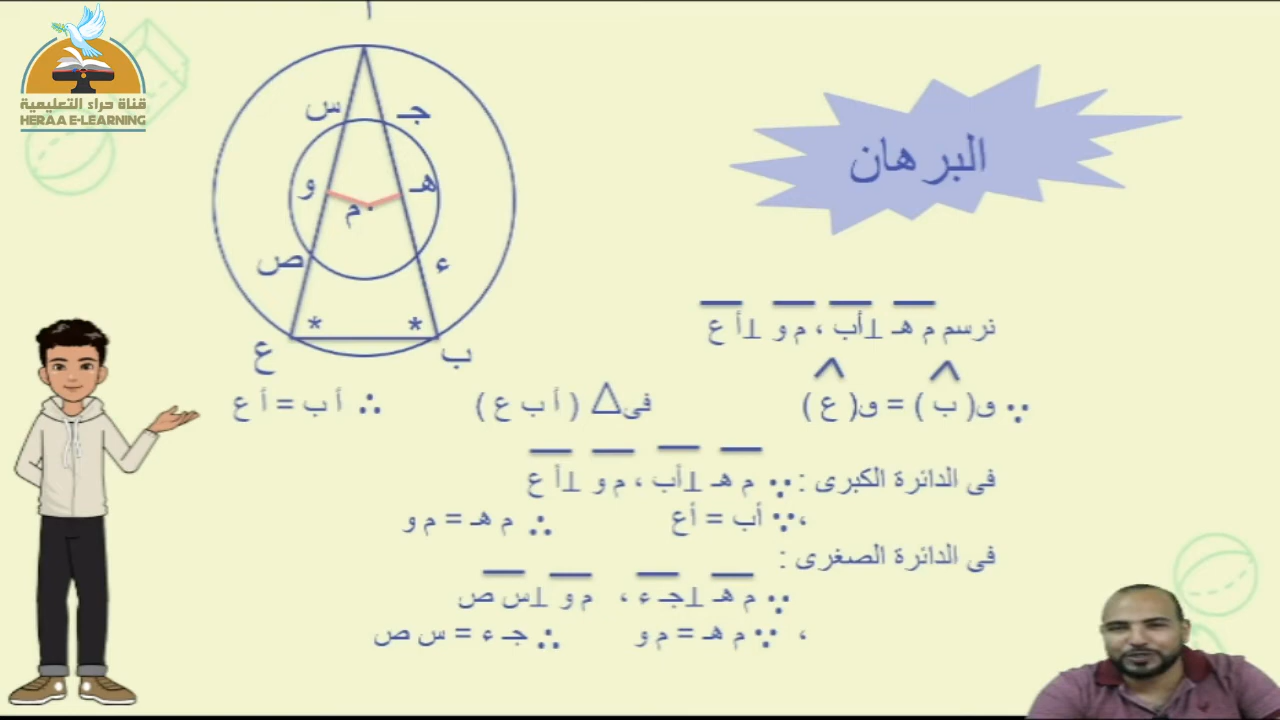 قناة حراء التعليمية
HERAA E-LEARNING
أ
س
جـ
و
هـ
م
ص
ء
*
*
ع
ب
البرهان
نرسم م هـ ⊥ أب ، م و ⊥ أ ع
∵ ق( ب ) = ق( ع ) فى △ ( أ ب ع ) ∴ أ ب = أ ع
فى الدائرة الكبرى : ∵ م هـ ⊥ أب ، م و ⊥ أ ع
، ∵ أب = أع ∴ م هـ = م و
فى الدائرة الصغرى :
∵ م هـ ⊥ جـ ء ، م و ⊥ س ص
، ∵ م هـ = م و ∴ جـ ء = س ص